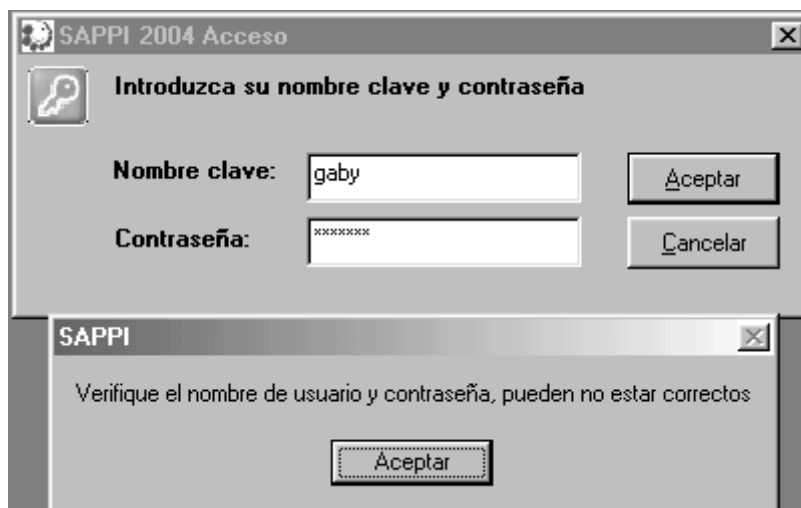 SAPPI 2004 Acceso
Introduzca su nombre clave y contraseña
Nombre clave: gaby Aceptar
Contraseña: ******* Cancelar
SAPPI
Verifique el nombre de usuario y contraseña, pueden no estar correctos
Aceptar